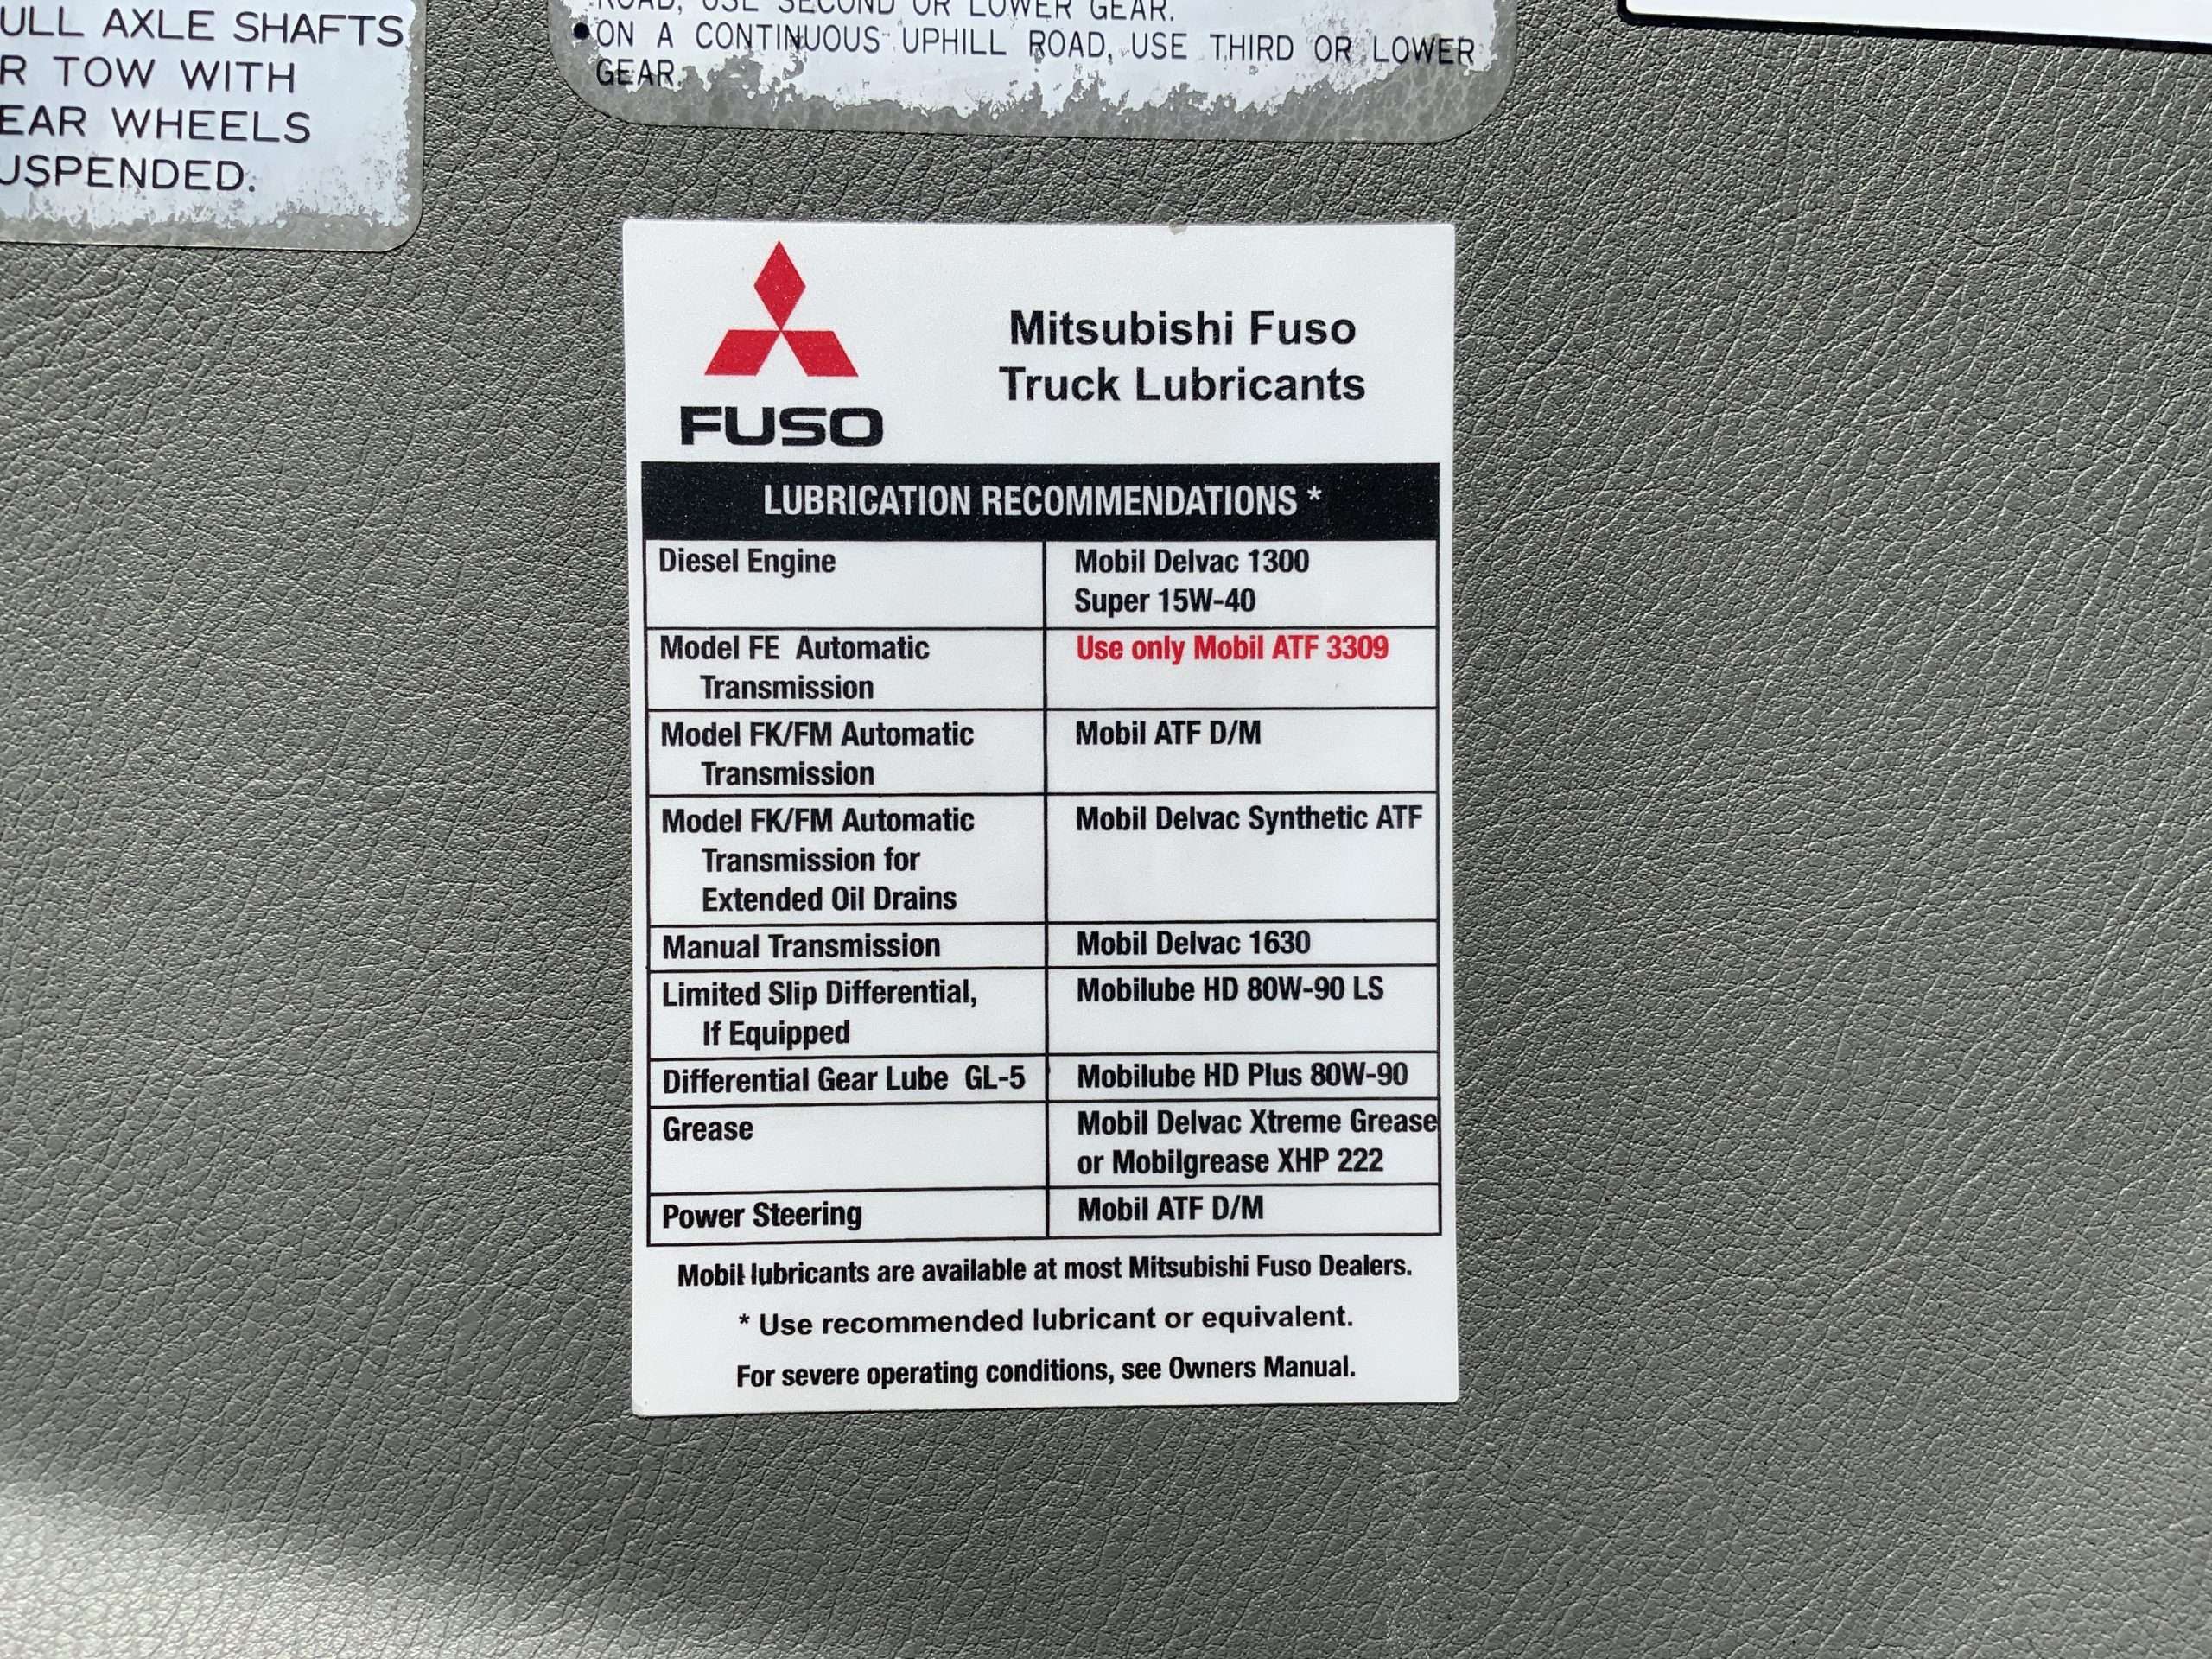 ULL AXLE SHAFTS
R TOW WITH
EAR WHEELS
USPENDED.
ROAD, USE SECOND OR LOWER GEAR.
•ON A CONTINUOUS UPHILL ROAD, USE THIRD OR LOWER
GEAR.
FUSO
Mitsubishi Fuso
Truck Lubricants
LUBRICATION RECOMMENDATIONS *
Diesel Engine
Mobil Delvac 1300
Super 15W-40
Model FE Automatic
Transmission
Use only Mobil ATF 3309
Model FK/FM Automatic
Transmission
Mobil ATF D/M
Model FK/FM Automatic
Transmission for
Extended Oil Drains
Mobil Delvac Synthetic ATF
Manual Transmission
Mobil Delvac 1630
Limited Slip Differential,
If Equipped
Mobilube HD 80W-90 LS
Differential Gear Lube GL-5
Mobilube HD Plus 80W-90
Grease
Mobil Delvac Xtreme Grease
or Mobilgrease XHP 222
Power Steering
Mobil ATF D/M
Mobil lubricants are available at most Mitsubishi Fuso Dealers.
* Use recommended lubricant or equivalent.
For severe operating conditions, see Owners Manual.